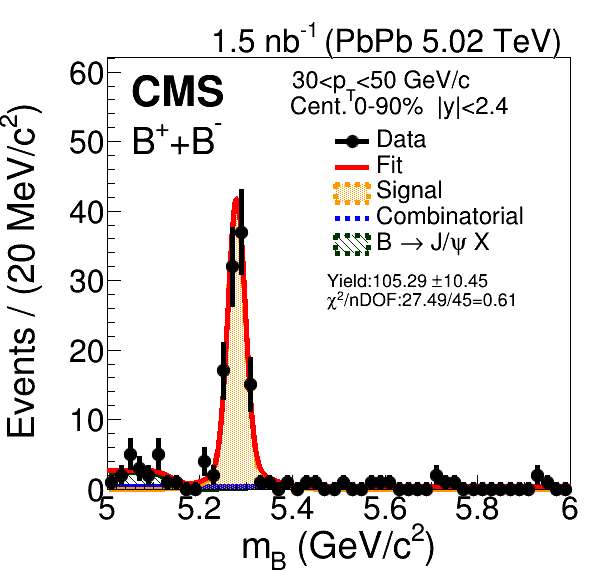 1.5 nb⁻¹ (PbPb 5.02 TeV)
CMS
B⁺+B⁻
30<p_T<50 GeV/c
Cent. 0-90% |y|<2.4
Data
Fit
Signal
Combinatorial
B → J/ψ X
Yield:105.29 ±10.45
χ²/nDOF:27.49/45=0.61
Events / (20 MeV/c²)
60
50
40
30
20
10
0
5 5.2 5.4 5.6 5.8 6
m_B (GeV/c²)